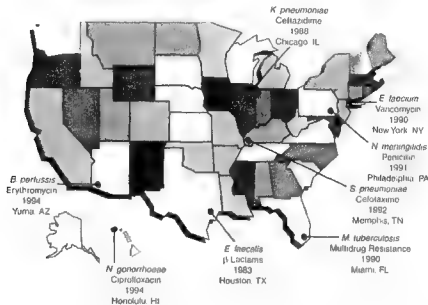 K pneumoniae
Ceftazidime
1988
Chicago IL
E faecium
Vancomycin
1990
New York NY
N meningitidis
Penicillin
1991
Philadelphia, PA
S pneumoniae
Cefotaxime
1992
Memphis, TN
M tuberculosis
Multidrug Resistance
1990
Miami, FL
E faecalis
β Lactams
1983
Houston, TX
N gonorrhoeae
Ciprofloxacin
1994
Honolulu, HI
B pertussis
Erythromycin
1994
Yuma, AZ